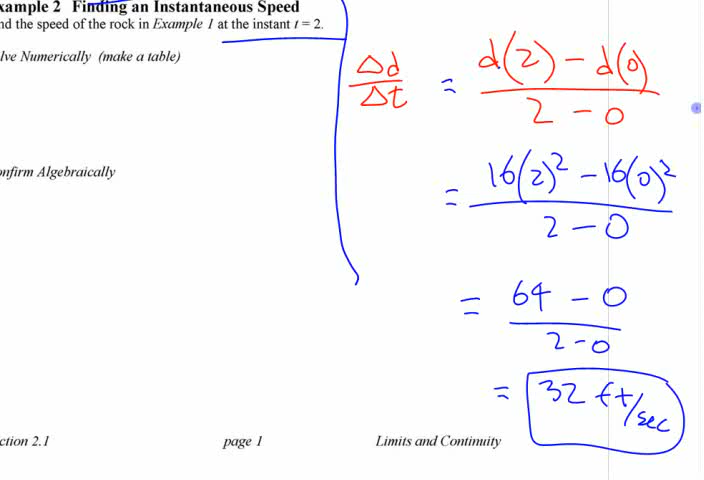 xample 2 Finding an Instantaneous Speed
nd the speed of the rock in Example 1 at the instant t = 2.
lve Numerically (make a table)
Δd/Δt = (d(2) - d(0))/(2 - 0)
= (16(2)² - 16(0)²)/(2 - 0)
onfirm Algebraically
= (64 - 0)/(2 - 0)
= 32 ft/sec
ction 2.1 page 1 Limits and Continuity